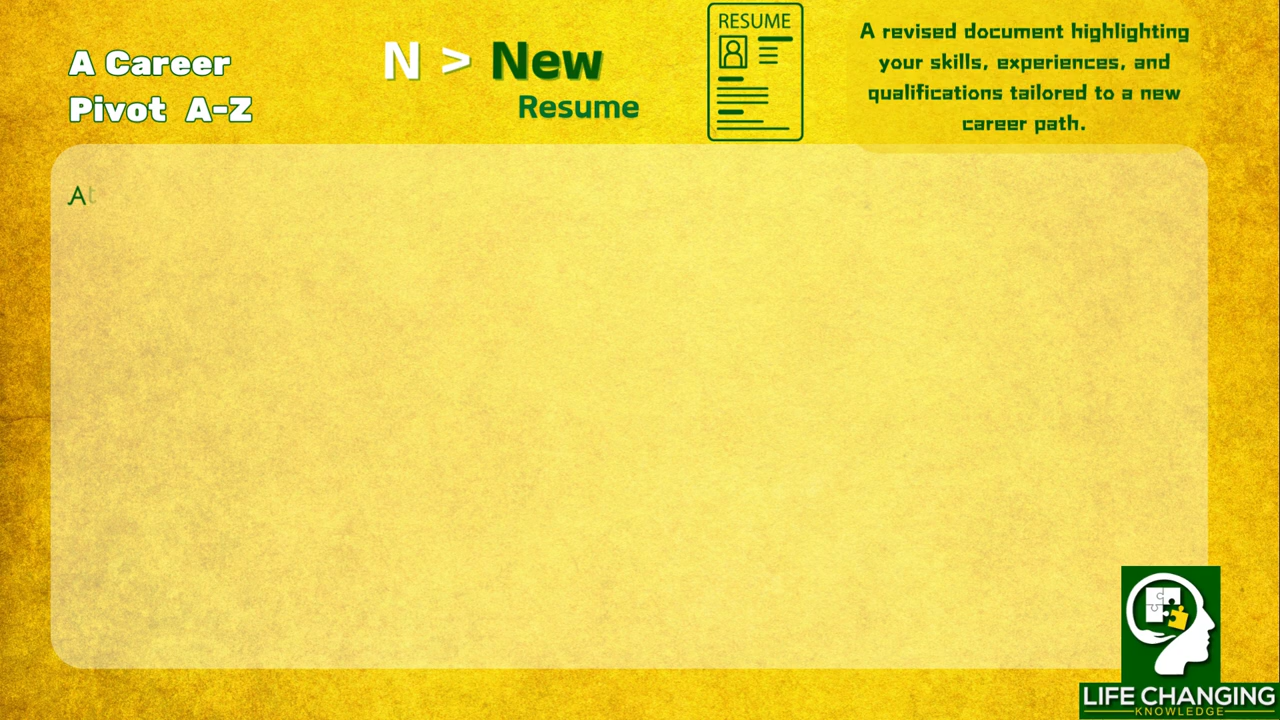 A Career
Pivot A-Z
N > New
Resume
RESUME
A revised document highlighting
your skills, experiences, and
qualifications tailored to a new
career path.
At
LIFE CHANGING
KNOWLEDGE